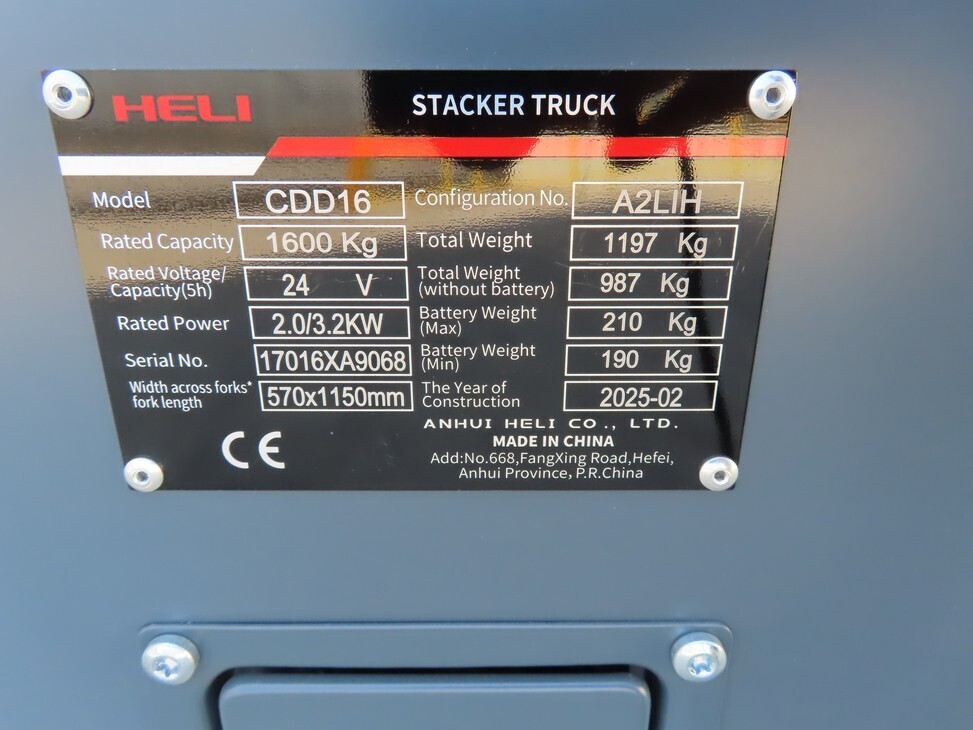 HELI STACKER TRUCK
Model CDD16 Configuration No. A2LIH
Rated Capacity 1600 Kg Total Weight 1197 Kg
Rated Voltage/ Capacity(5h) 24 V Total Weight (without battery) 987 Kg
Rated Power 2.0/3.2KW Battery Weight (Max) 210 Kg
Serial No. 17016XA9068 Battery Weight (Min) 190 Kg
Width across forks* fork length 570x1150mm The Year of Construction 2025-02
ANHUI HELI CO., LTD.
CE MADE IN CHINA
Add:No.668,FangXing Road,Hefei,
Anhui Province, P.R.China